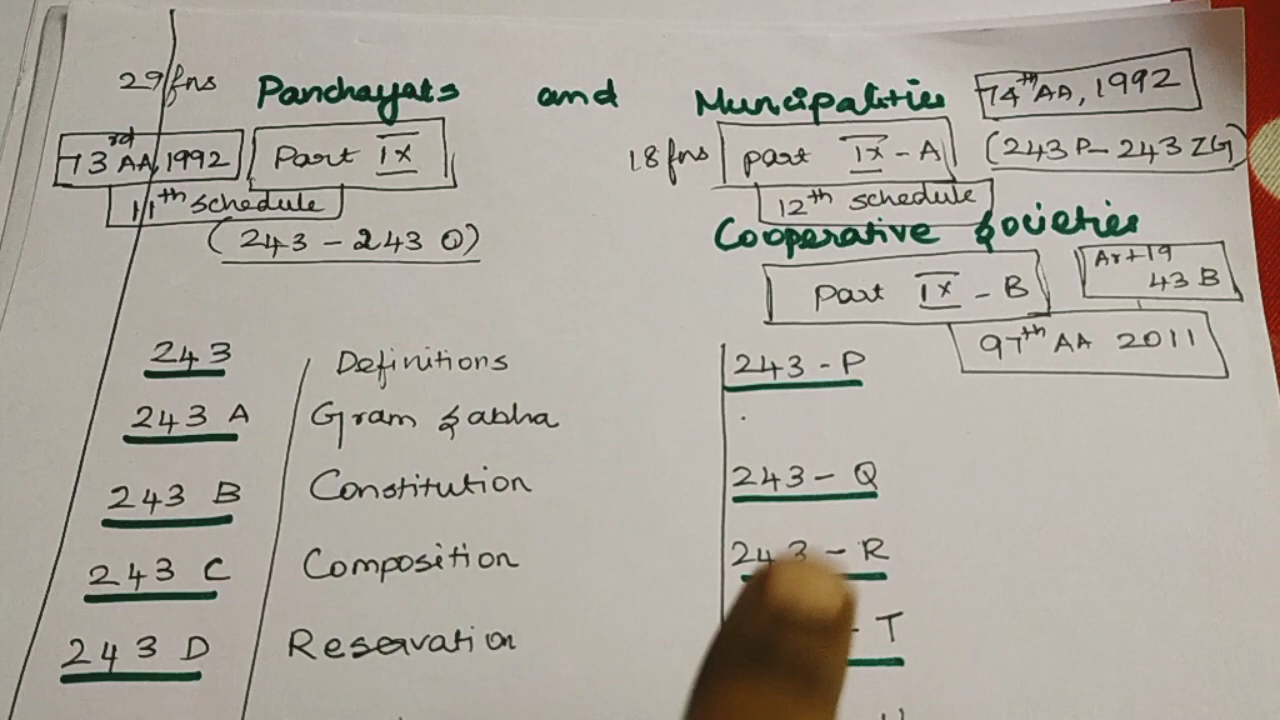 29 fns Panchayats and Muncipalities 74th AA, 1992
73rd AA, 1992 Part IX 18 fns part IX - A (243 P - 243 ZG)
11th schedule 12th schedule
(243 - 243 O) Cooperative Societies
Part IX - B Art 19
43 B
97th AA 2011
243 Definitions 243 - P
243 A Gram Sabha
243 B Constitution 243 - Q
243 C Composition 243 - R
243 D Reservation - T